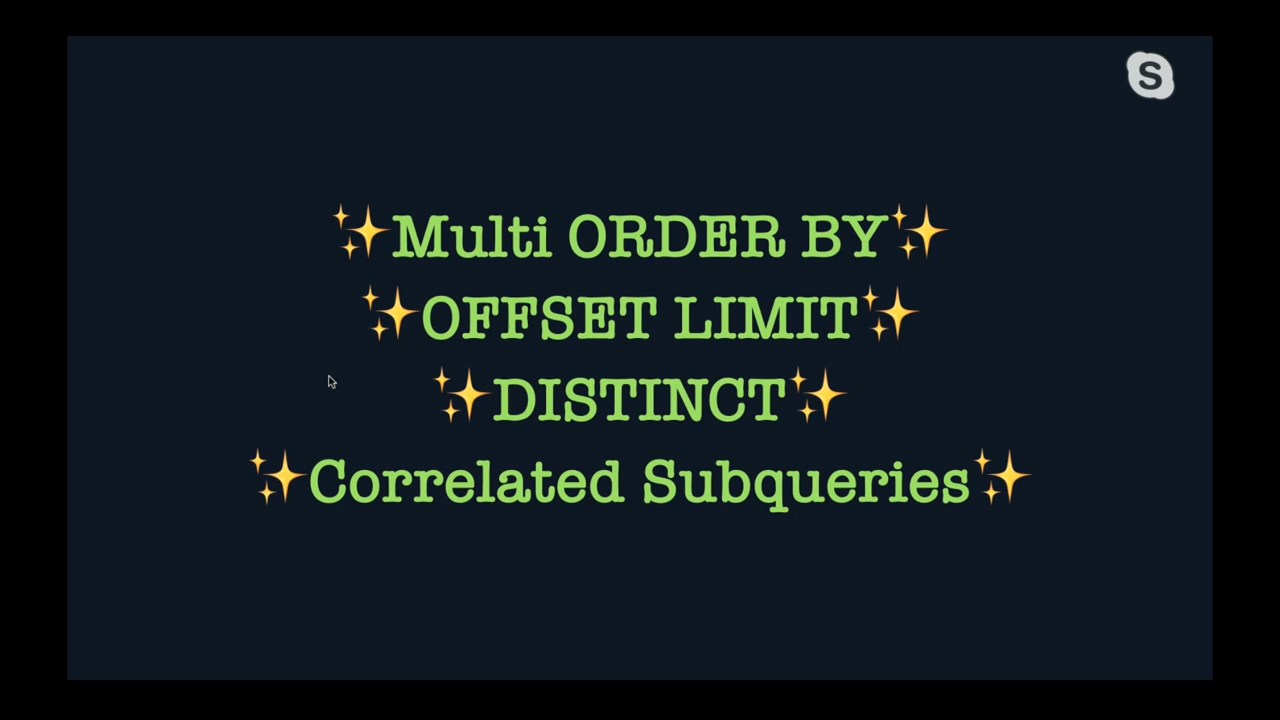 S
✨Multi ORDER BY✨
✨OFFSET LIMIT✨
✨DISTINCT✨
✨Correlated Subqueries✨